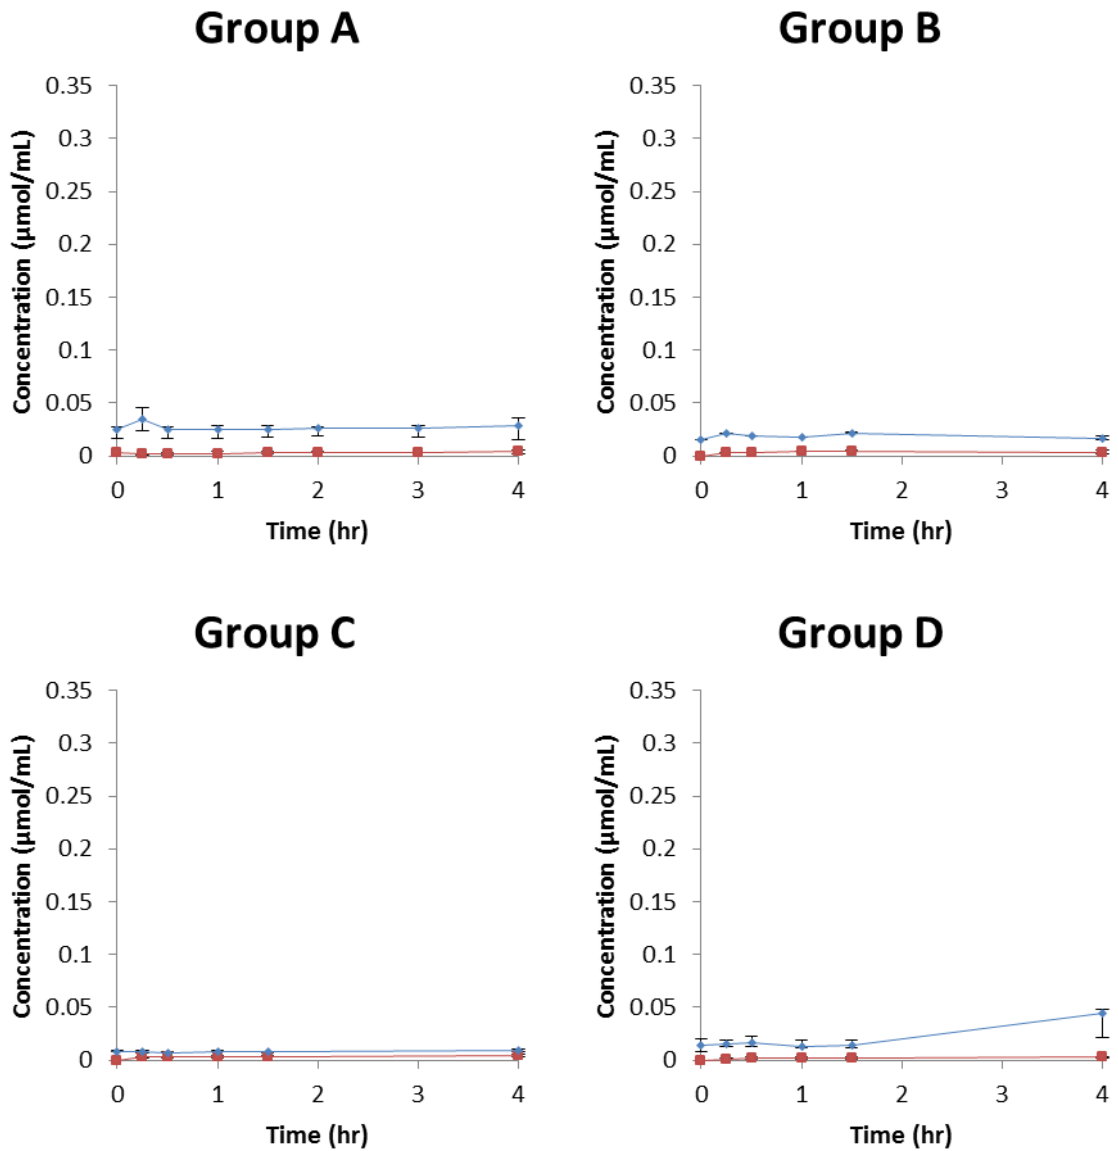 Group A
Concentration (μmol/mL)
0.35
0.3
0.25
0.2
0.15
0.1
0.05
0
0 1 2 3 4
Time (hr)
Group B
Concentration (μmol/mL)
0.35
0.3
0.25
0.2
0.15
0.1
0.05
0
0 1 2 3 4
Time (hr)
Group C
Concentration (μmol/mL)
0.35
0.3
0.25
0.2
0.15
0.1
0.05
0
0 1 2 3 4
Time (hr)
Group D
Concentration (μmol/mL)
0.35
0.3
0.25
0.2
0.15
0.1
0.05
0
0 1 2 3 4
Time (hr)